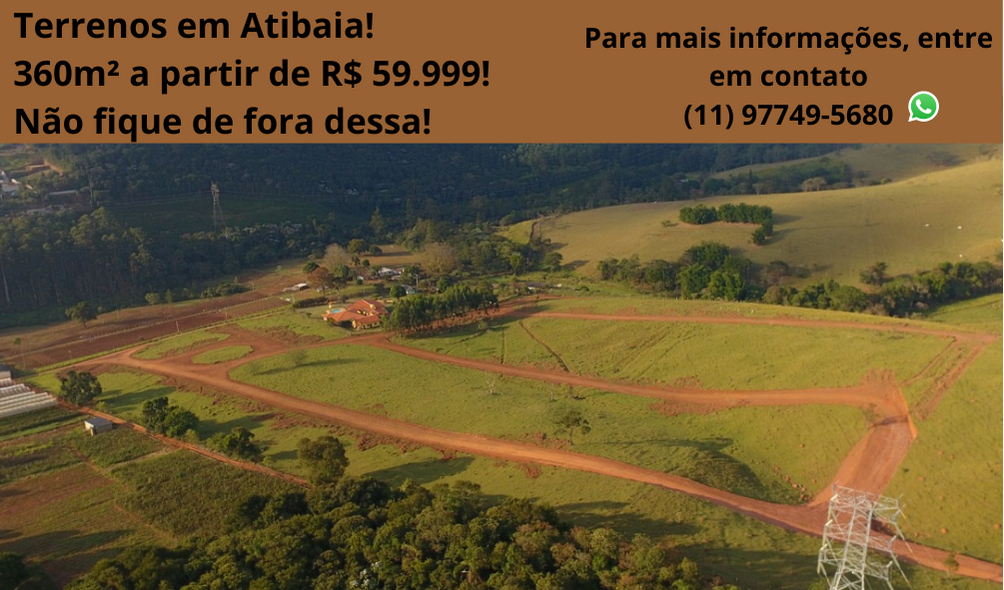 Terrenos em Atibaia!
360m² a partir de R$ 59.999!
Não fique de fora dessa!
Para mais informações, entre
em contato
(11) 97749-5680